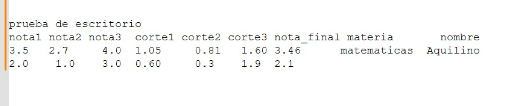 prueba de escritorio
nota1 nota2 nota3 corte1 corte2 corte3 nota_final materia nombre
3.5 2.7 4.0 1.05 0.81 1.60 3.46 matematicas Aquilino
2.0 1.0 3.0 0.60 0.3 1.9 2.1